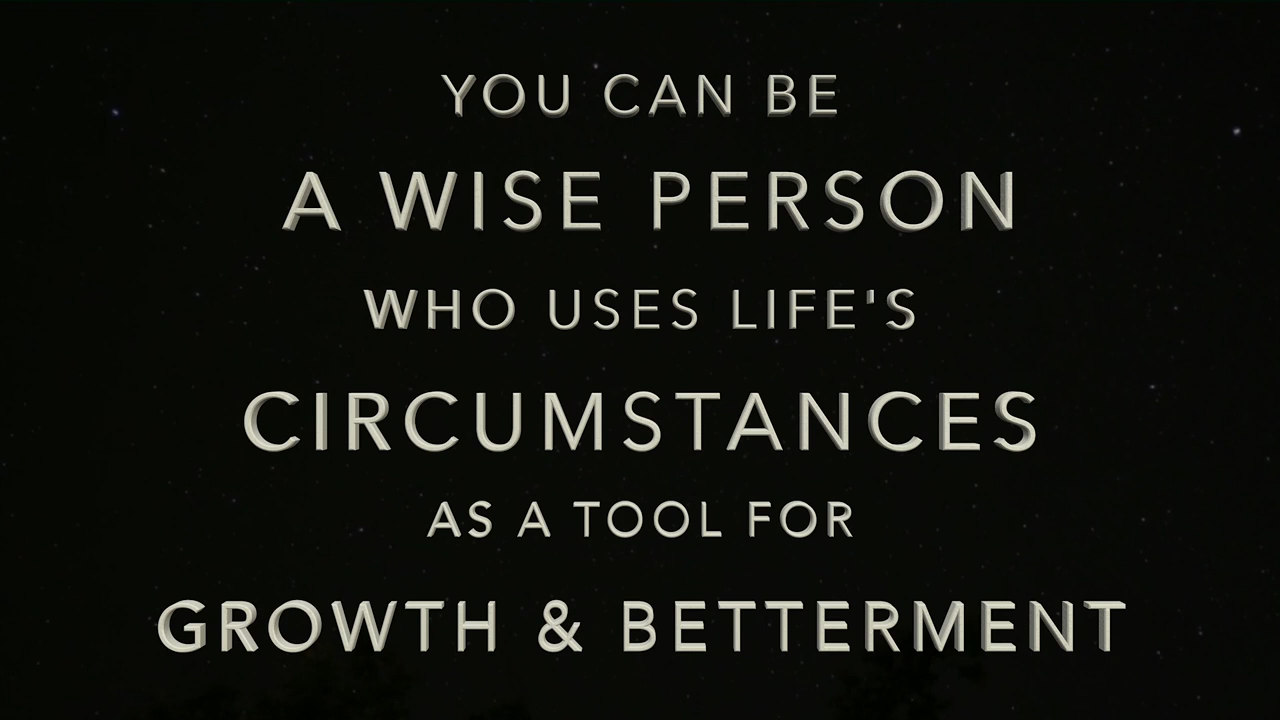 YOU CAN BE
A WISE PERSON
WHO USES LIFE'S
CIRCUMSTANCES
AS A TOOL FOR
GROWTH & BETTERMENT